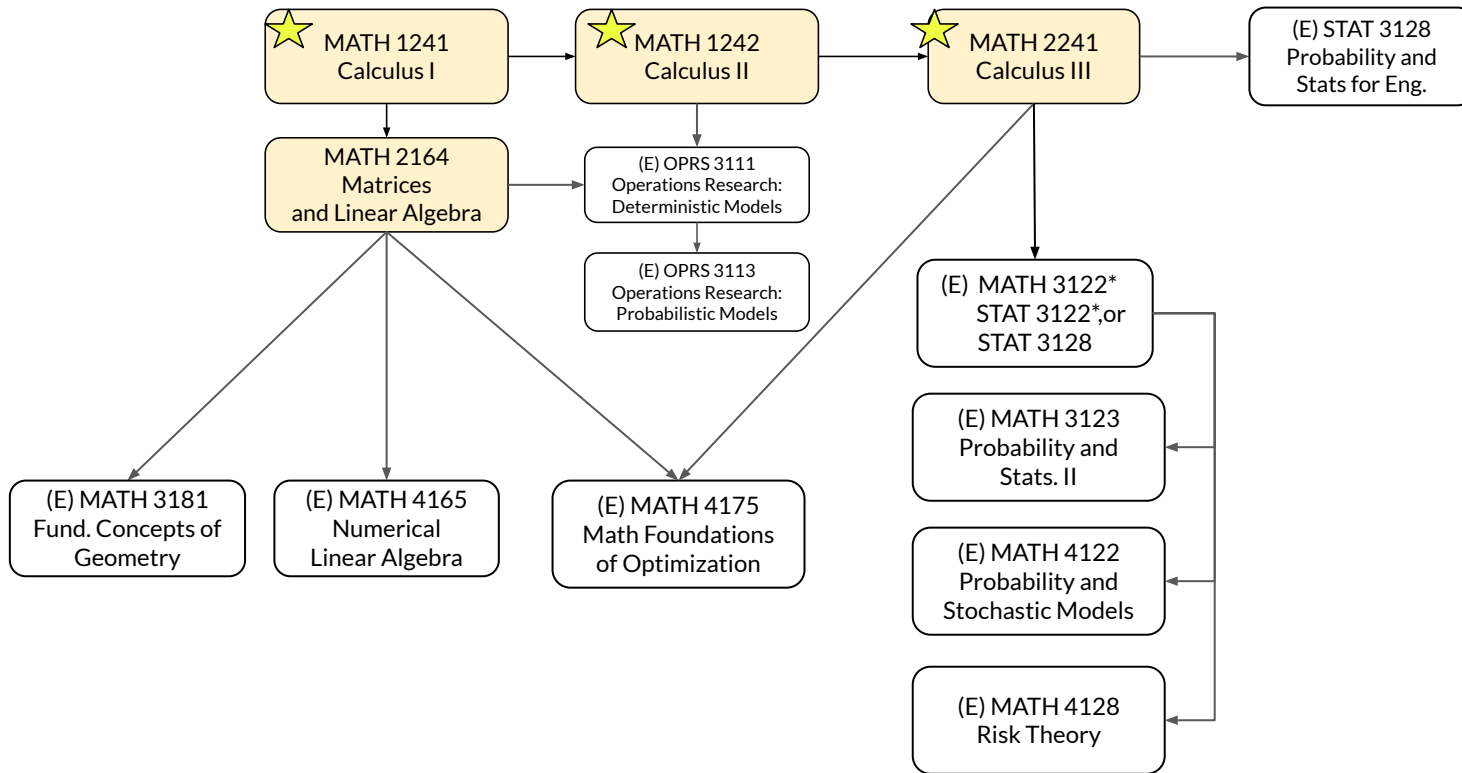 MATH 1241
Calculus I
MATH 1242
Calculus II
MATH 2241
Calculus III
(E) STAT 3128
Probability and
Stats for Eng.
MATH 2164
Matrices
and Linear Algebra
(E) OPRS 3111
Operations Research:
Deterministic Models
(E) OPRS 3113
Operations Research:
Probabilistic Models
(E) MATH 3122*
STAT 3122*,or
STAT 3128
(E) MATH 3123
Probability and
Stats. II
(E) MATH 3181
Fund. Concepts of
Geometry
(E) MATH 4165
Numerical
Linear Algebra
(E) MATH 4175
Math Foundations
of Optimization
(E) MATH 4122
Probability and
Stochastic Models
(E) MATH 4128
Risk Theory